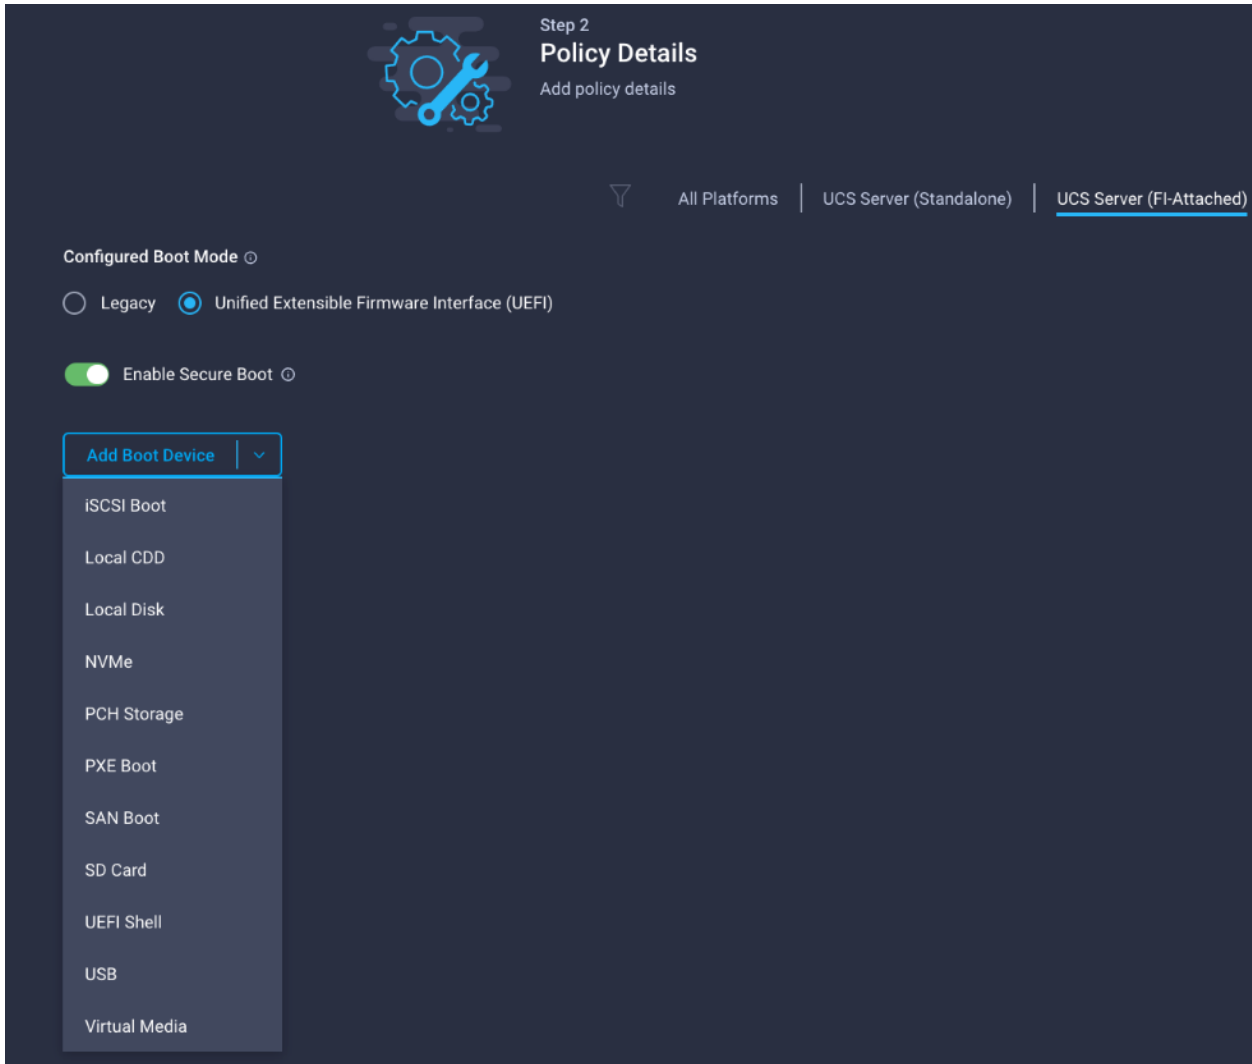 Step 2
Policy Details
Add policy details
All Platforms UCS Server (Standalone) UCS Server (FI-Attached)
Configured Boot Mode
Legacy Unified Extensible Firmware Interface (UEFI)
Enable Secure Boot
Add Boot Device
iSCSI Boot
Local CDD
Local Disk
NVMe
PCH Storage
PXE Boot
SAN Boot
SD Card
UEFI Shell
USB
Virtual Media